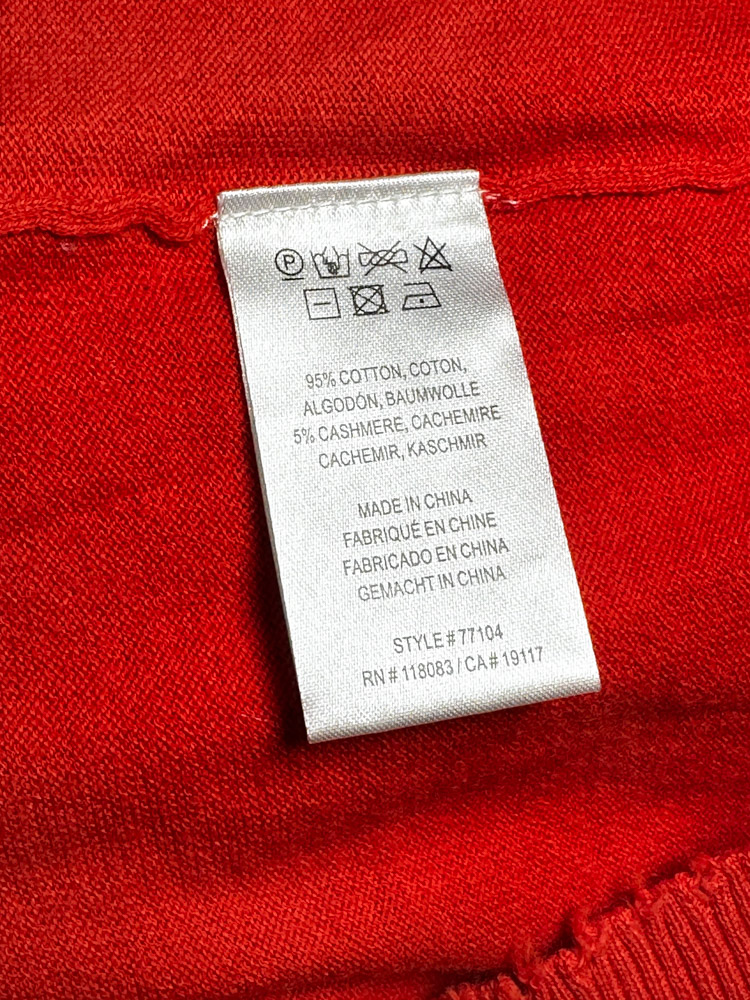 P
95% COTTON, COTON,
ALGODÓN, BAUMWOLLE
5% CASHMERE, CACHEMIRE
CACHEMIR, KASCHMIR
MADE IN CHINA
FABRIQUÉ EN CHINE
FABRICADO EN CHINA
GEMACHT IN CHINA
STYLE # 77104
RN # 118083 / CA # 19117